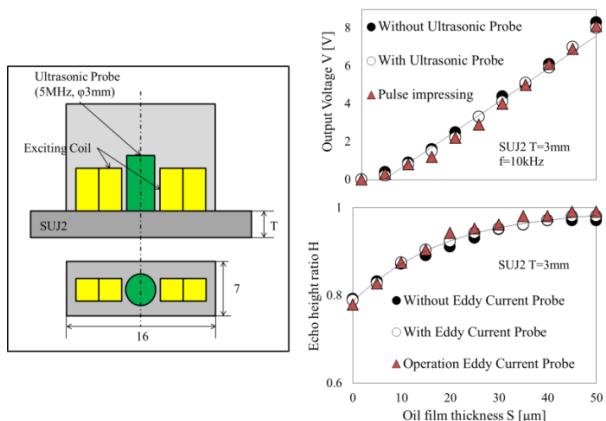 Ultrasonic Probe
(5MHz, φ3mm)
Exciting Coil
SUJ2
T
7
16
Output Voltage V [V]
8
6
4
2
0
Without Ultrasonic Probe
With Ultrasonic Probe
Pulse impressing
SUJ2 T=3mm
f=10kHz
Echo height ratio H
1
0.8
0.6
SUJ2 T=3mm
Without Eddy Current Probe
With Eddy Current Probe
Operation Eddy Current Probe
0 10 20 30 40 50
Oil film thickness S [μm]